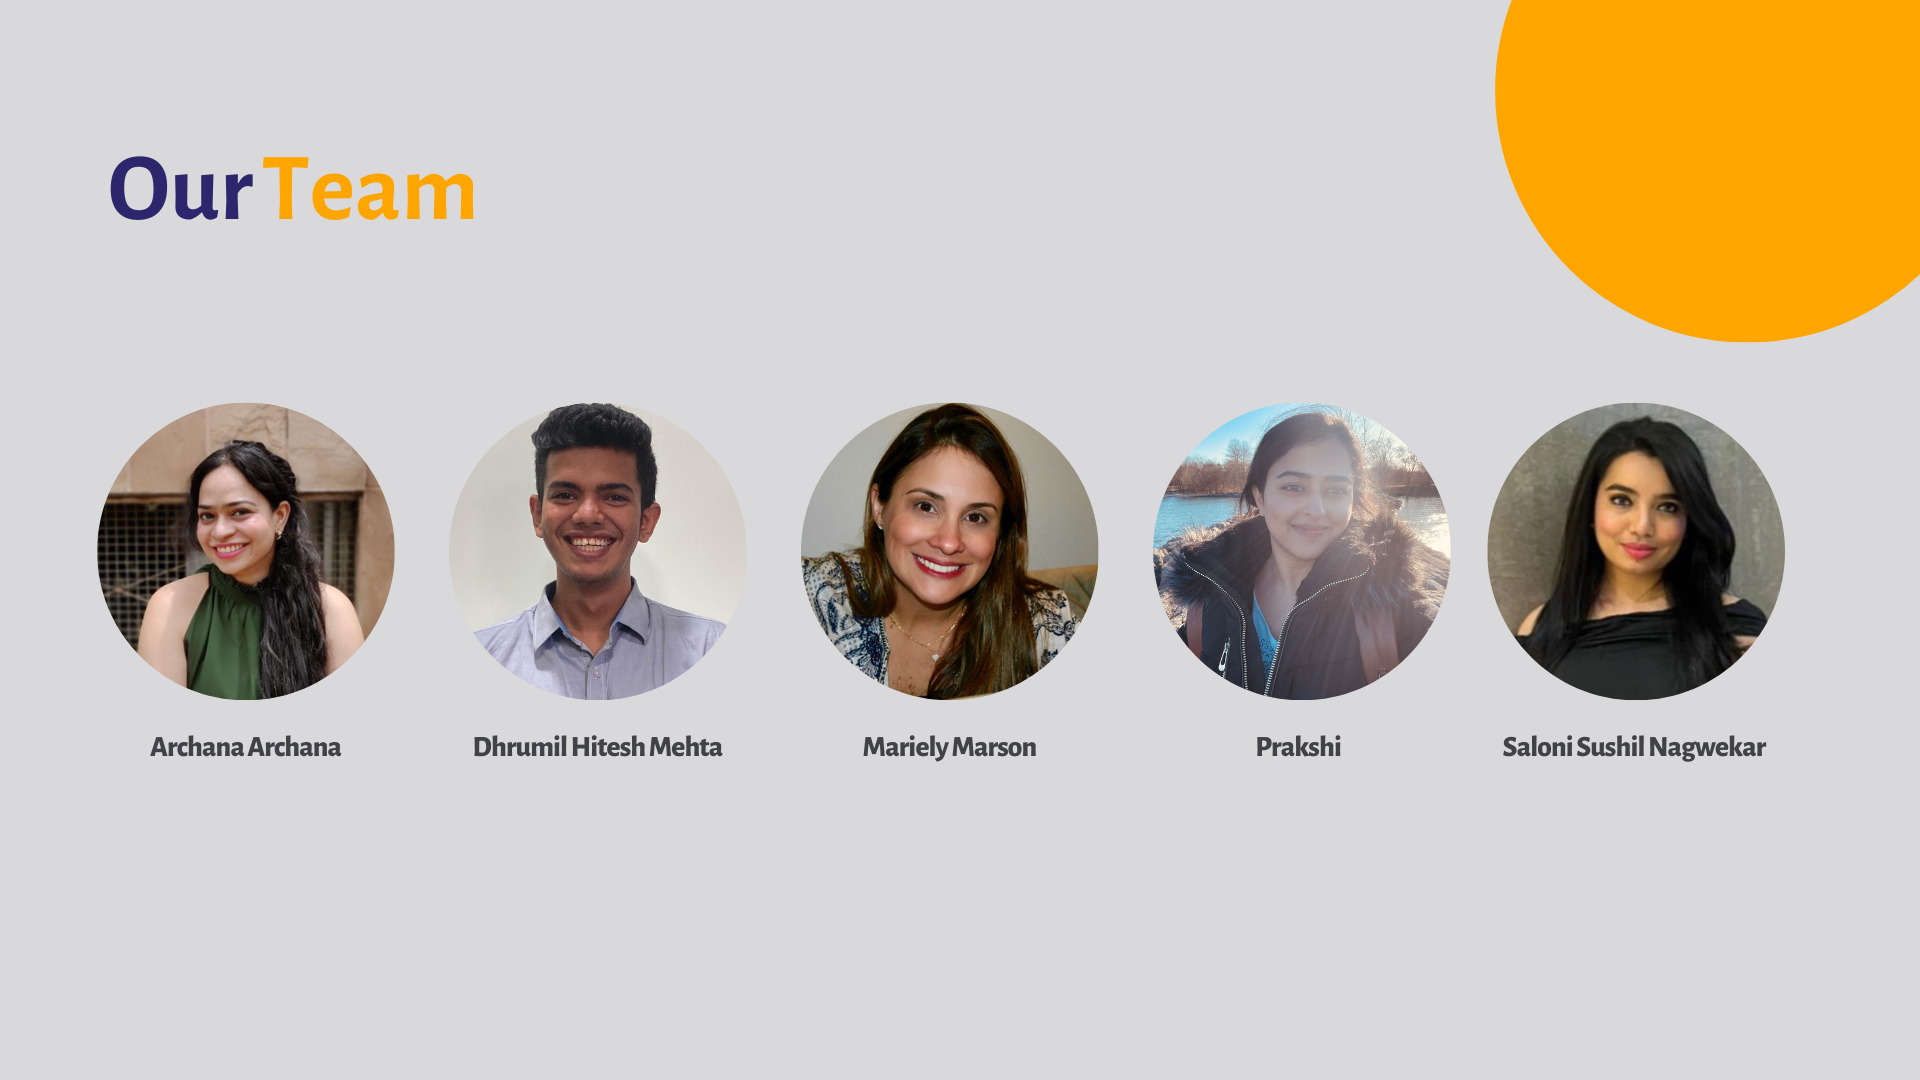 Our Team
Archana Archana
Dhrumil Hitesh Mehta
Mariely Marson
Prakshi
Saloni Sushil Nagwekar